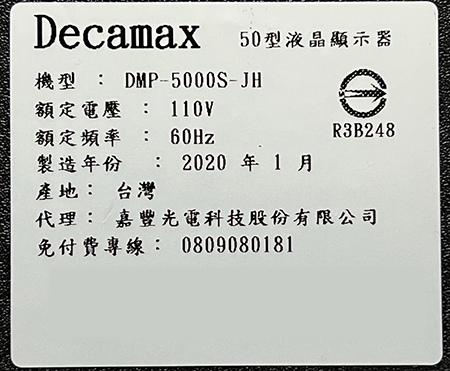 Decamax 50型液晶顯示器
機型 : DMP-5000S-JH
額定電壓 : 110V
額定頻率 : 60Hz
R3B248
製造年份 : 2020 年 1 月
產地: 台灣
代理: 嘉豐光電科技股份有限公司
免付費專線: 0809080181